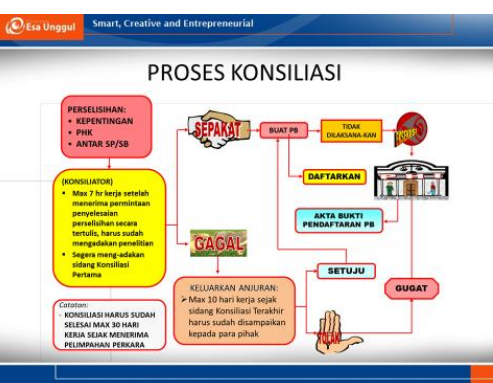 Esa Unggul
Smart, Creative and Entrepreneurial
PROSES KONSILIASI
PERSELISIHAN:
• KEPENTINGAN
• PHK
• ANTAR SP/SB
(KONSILIATOR)
• Max 7 hr kerja setelah
menerima permintaan
penyelesaian
perselisihan secara
tertulis, harus sudah
mengadakan penelitian
• Segera meng-adakan
sidang Konsiliasi
Pertama
Catatan:
- KONSILIASI HARUS SUDAH
SELESAI MAX 30 HARI
KERJA SEJAK MENERIMA
PELIMPAHAN PERKARA
SEPAKAT
BUAT PB
TIDAK
DILAKSANA-KAN
DAFTARKAN
AKTA BUKTI
PENDAFTARAN PB
GAGAL
KELUARKAN ANJURAN:
➢ Max 10 hari kerja sejak
sidang Konsiliasi Terakhir
harus sudah disampaikan
kepada para pihak
SETUJU
TOLAK
GUGAT